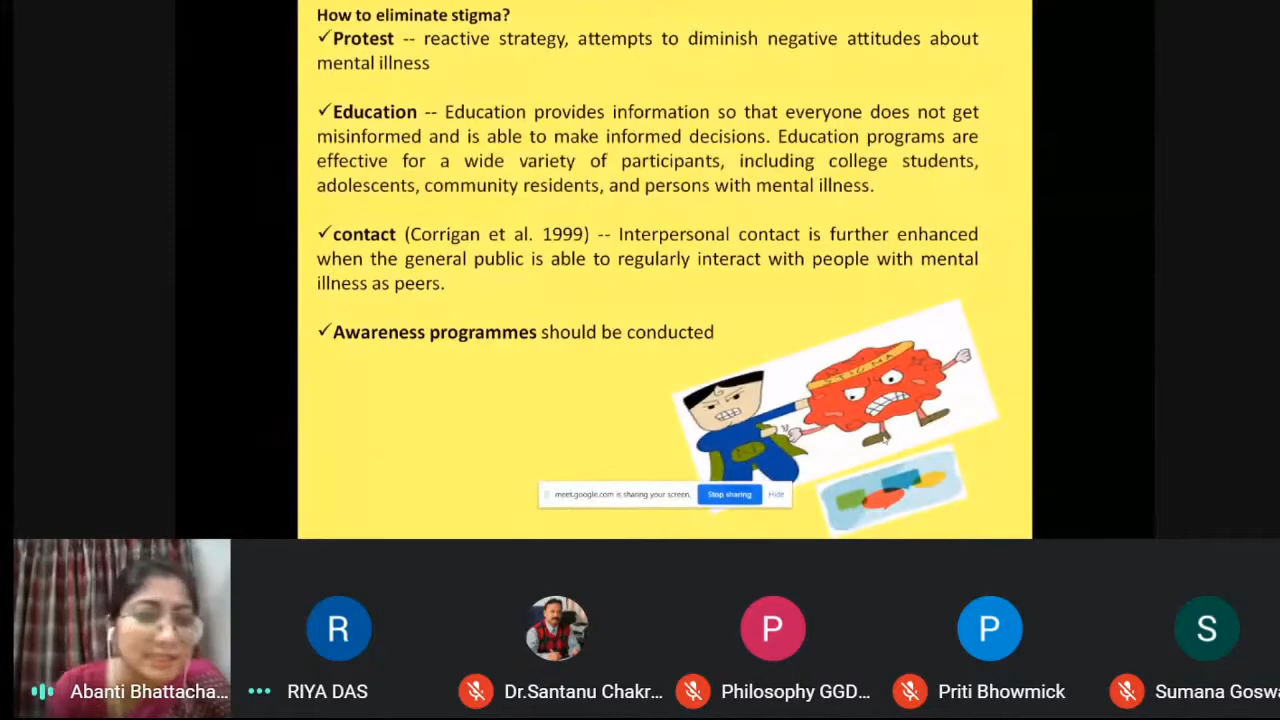 How to eliminate stigma?
✓Protest -- reactive strategy, attempts to diminish negative attitudes about
mental illness
✓Education -- Education provides information so that everyone does not get
misinformed and is able to make informed decisions. Education programs are
effective for a wide variety of participants, including college students,
adolescents, community residents, and persons with mental illness.
✓contact (Corrigan et al. 1999) -- Interpersonal contact is further enhanced
when the general public is able to regularly interact with people with mental
illness as peers.
✓Awareness programmes should be conducted
STIGMA
meet.google.com is sharing your screen. Stop sharing Hide
R P P S
Abanti Bhattacha... RIYA DAS Dr.Santanu Chakr... Philosophy GGD... Priti Bhowmick Sumana Gosw